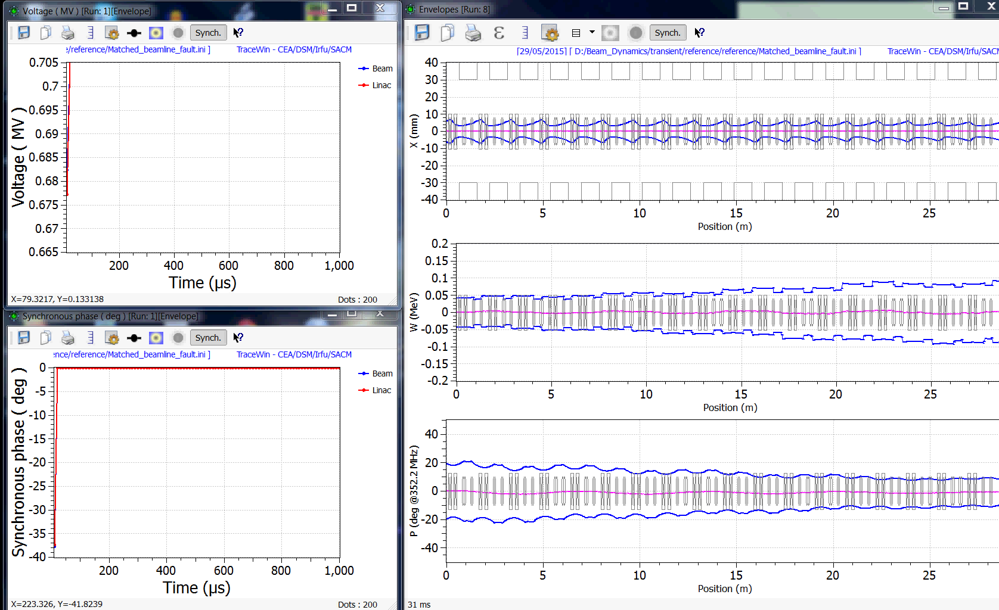 Voltage ( MV ) [Run: 1][Envelope]
Synch.
e/reference/Matched_beamline_fault.ini ]
TraceWin - CEA/DSM/Irfu/SACM
0.705
0.7
0.695
0.69
0.685
0.68
0.675
0.67
0.665
Voltage ( MV )
Beam
Linac
200 400 600 800 1,000
Time (µs)
X=79.3217, Y=0.133138
Dots : 200
Synchronous phase ( deg ) [Run: 1][Envelope]
Synch.
ence/reference/Matched_beamline_fault.ini ]
TraceWin - CEA/DSM/Irfu/SACM
0
-5
-10
-15
-20
-25
-30
-35
-40
Synchronous phase ( deg )
Beam
Linac
200 400 600 800 1,000
Time (µs)
X=223.326, Y=-41.8239
Dots : 200
Envelopes [Run: 8]
ε
Synch.
[29/05/2015] [ D:/Beam_Dynamics/transient/reference/reference/Matched_beamline_fault.ini ]
TraceWin - CEA/DSM/Irfu/SACM
40
30
20
10
0
-10
-20
-30
-40
X (mm)
0 5 10 15 20 25
Position (m)
0.2
0.15
0.1
0.05
0
-0.05
-0.1
-0.15
-0.2
W (MeV)
0 5 10 15 20 25
Position (m)
40
20
0
-20
-40
P (deg @352.2 MHz)
0 5 10 15 20 25
Position (m)
31 ms